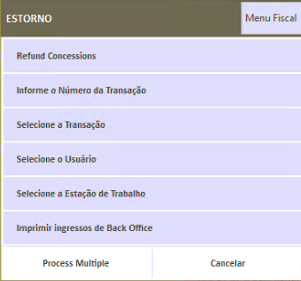 ESTORNO
Menu Fiscal
Refund Concessions
Informe o Número da Transação
Selecione a Transação
Selecione o Usuário
Selecione a Estação de Trabalho
Imprimir ingressos de Back Office
Process Multiple
Cancelar